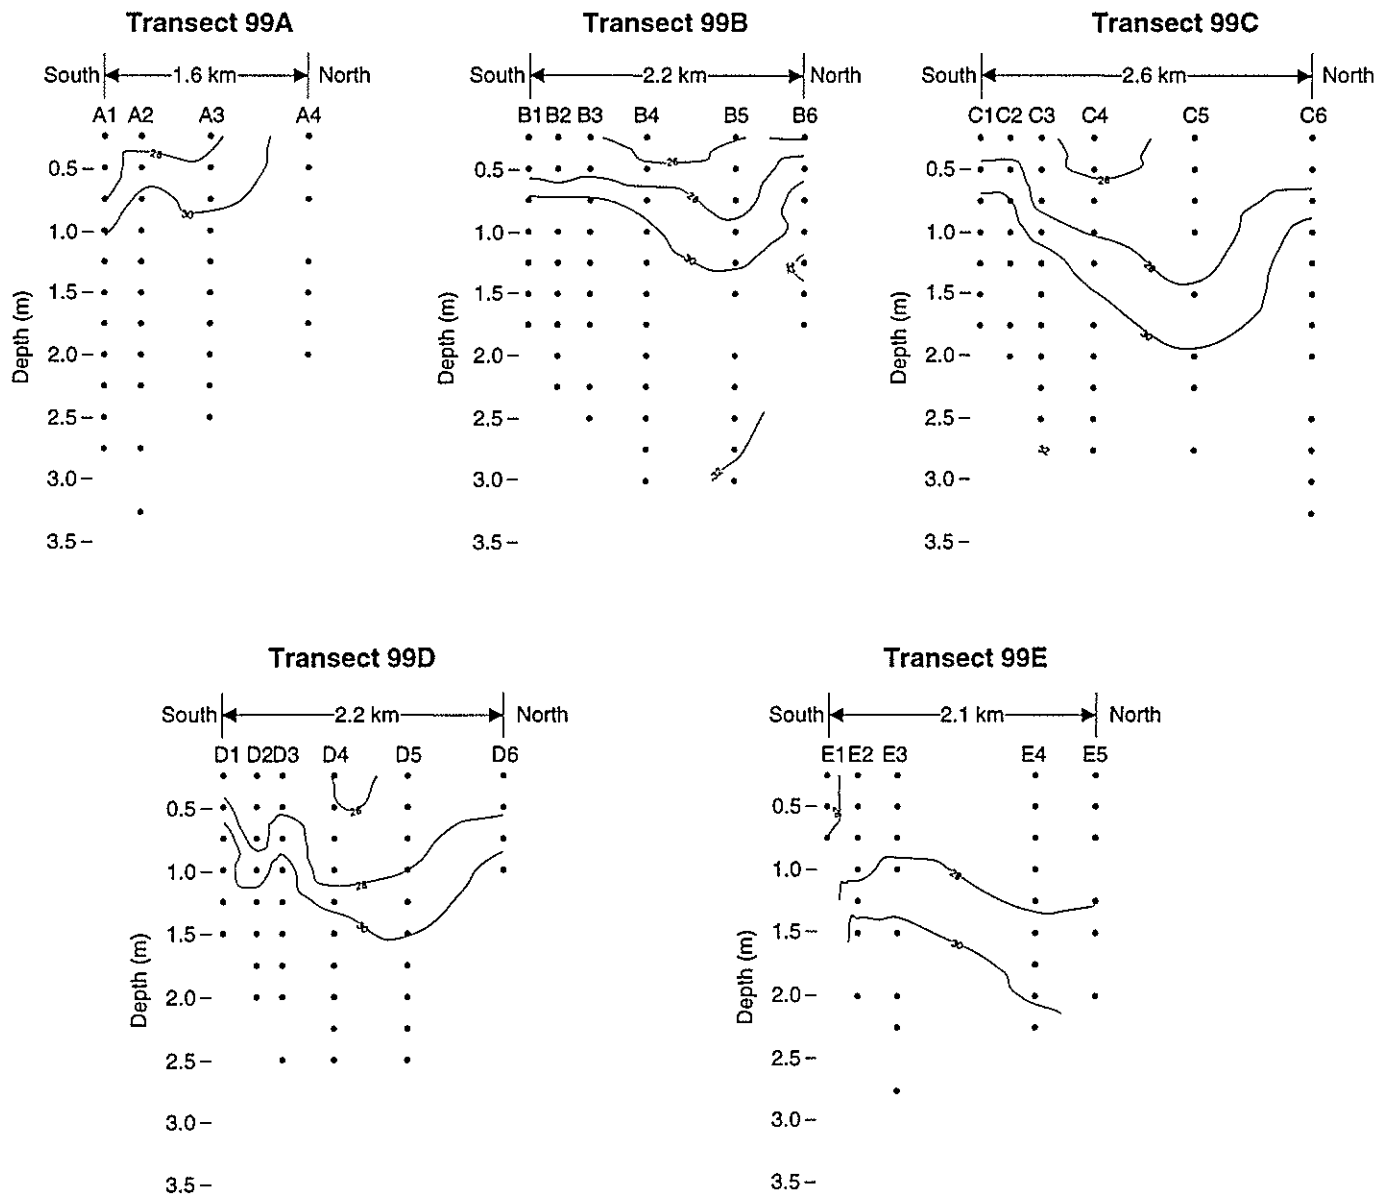 Transect 99A
South 1.6 km North
A1 A2 A3 A4
0.5
1.0
1.5
2.0
2.5
3.0
3.5
Depth (m)
28
30
Transect 99B
South 2.2 km North
B1 B2 B3 B4 B5 B6
0.5
1.0
1.5
2.0
2.5
3.0
3.5
Depth (m)
26
28
30
32
Transect 99C
South 2.6 km North
C1 C2 C3 C4 C5 C6
0.5
1.0
1.5
2.0
2.5
3.0
3.5
Depth (m)
26
28
30
32
Transect 99D
South 2.2 km North
D1 D2 D3 D4 D5 D6
0.5
1.0
1.5
2.0
2.5
3.0
3.5
Depth (m)
26
28
30
Transect 99E
South 2.1 km North
E1 E2 E3 E4 E5
0.5
1.0
1.5
2.0
2.5
3.0
3.5
Depth (m)
28
30